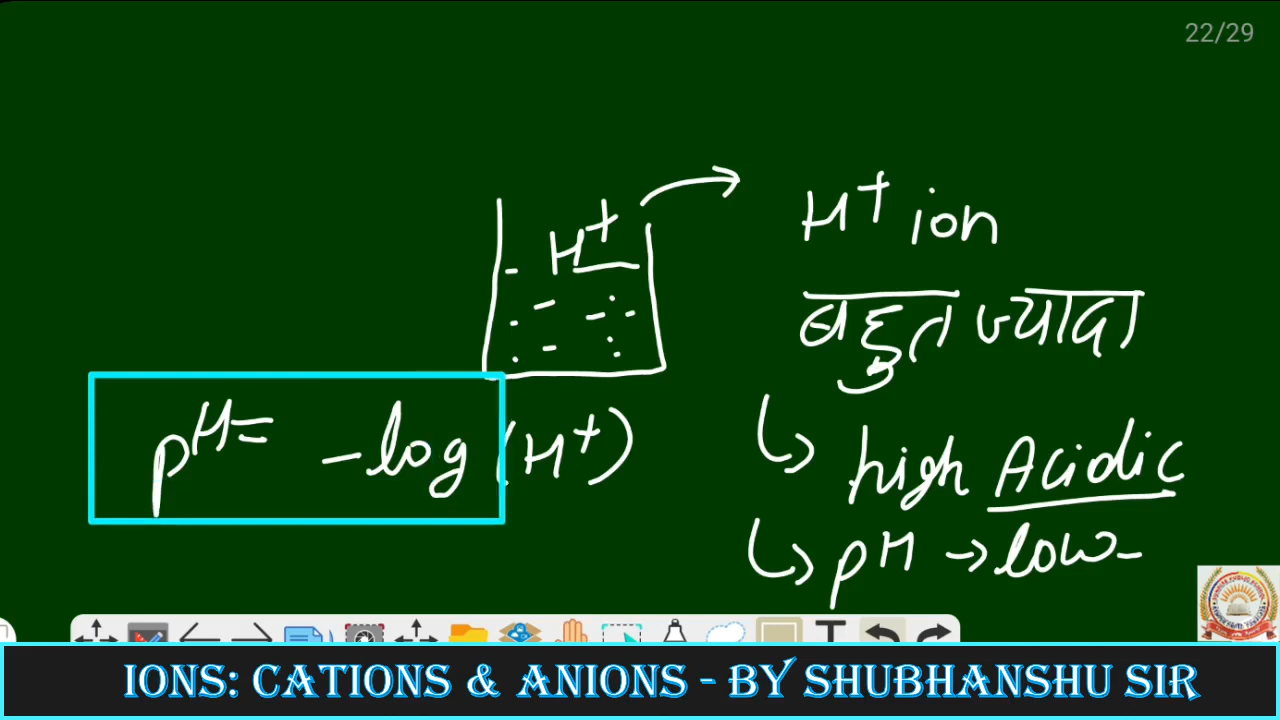 22/29
H+
H+ ion
बहुत ज्यादा
pH= -log (H+)
high Acidic
pH → low
IONS: CATIONS & ANIONS - BY SHUBHANSHU SIR